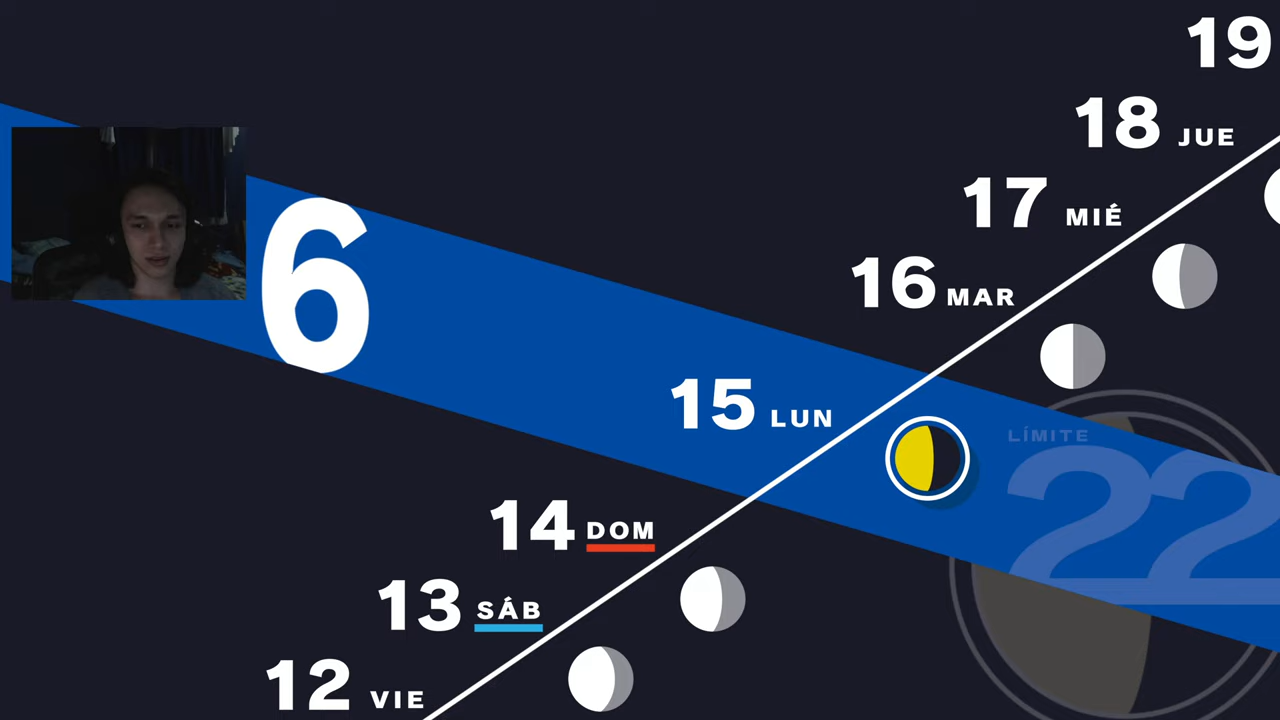 19
18 JUE
17 MIÉ
16 MAR
6
15 LUN
LÍMITE
22
14 DOM
13 SÁB
12 VIE